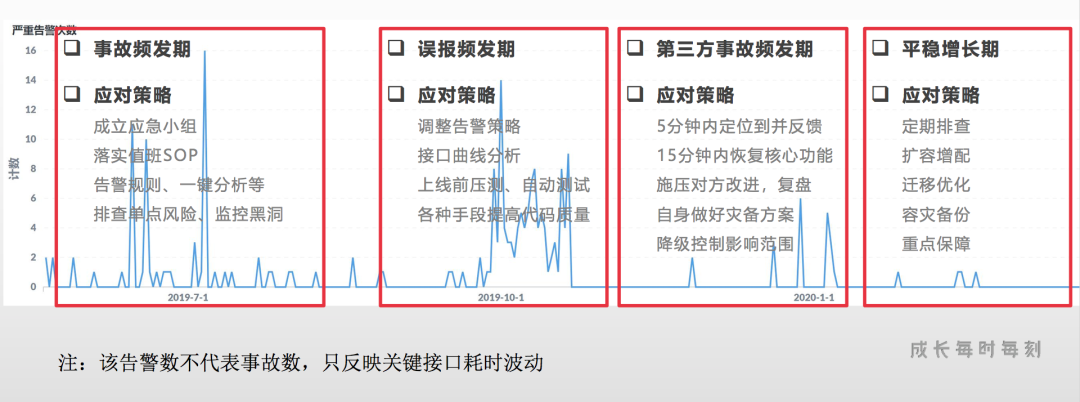 严重告警次数
16
14
12
10
8
6
4
2
0
计数
事故频发期
应对策略
成立应急小组
落实值班SOP
告警规则、一键分析等
排查单点风险、监控黑洞
误报频发期
应对策略
调整告警策略
接口曲线分析
上线前压测、自动测试
各种手段提高代码质量
第三方事故频发期
应对策略
5分钟内定位到并反馈
15分钟内恢复核心功能
施压对方改进，复盘
自身做好灾备方案
降级控制影响范围
平稳增长期
应对策略
定期排查
扩容增配
迁移优化
容灾备份
重点保障
2019-7-1
2019-10-1
2020-1-1
注：该告警数不代表事故数，只反映关键接口耗时波动
成长每时每刻